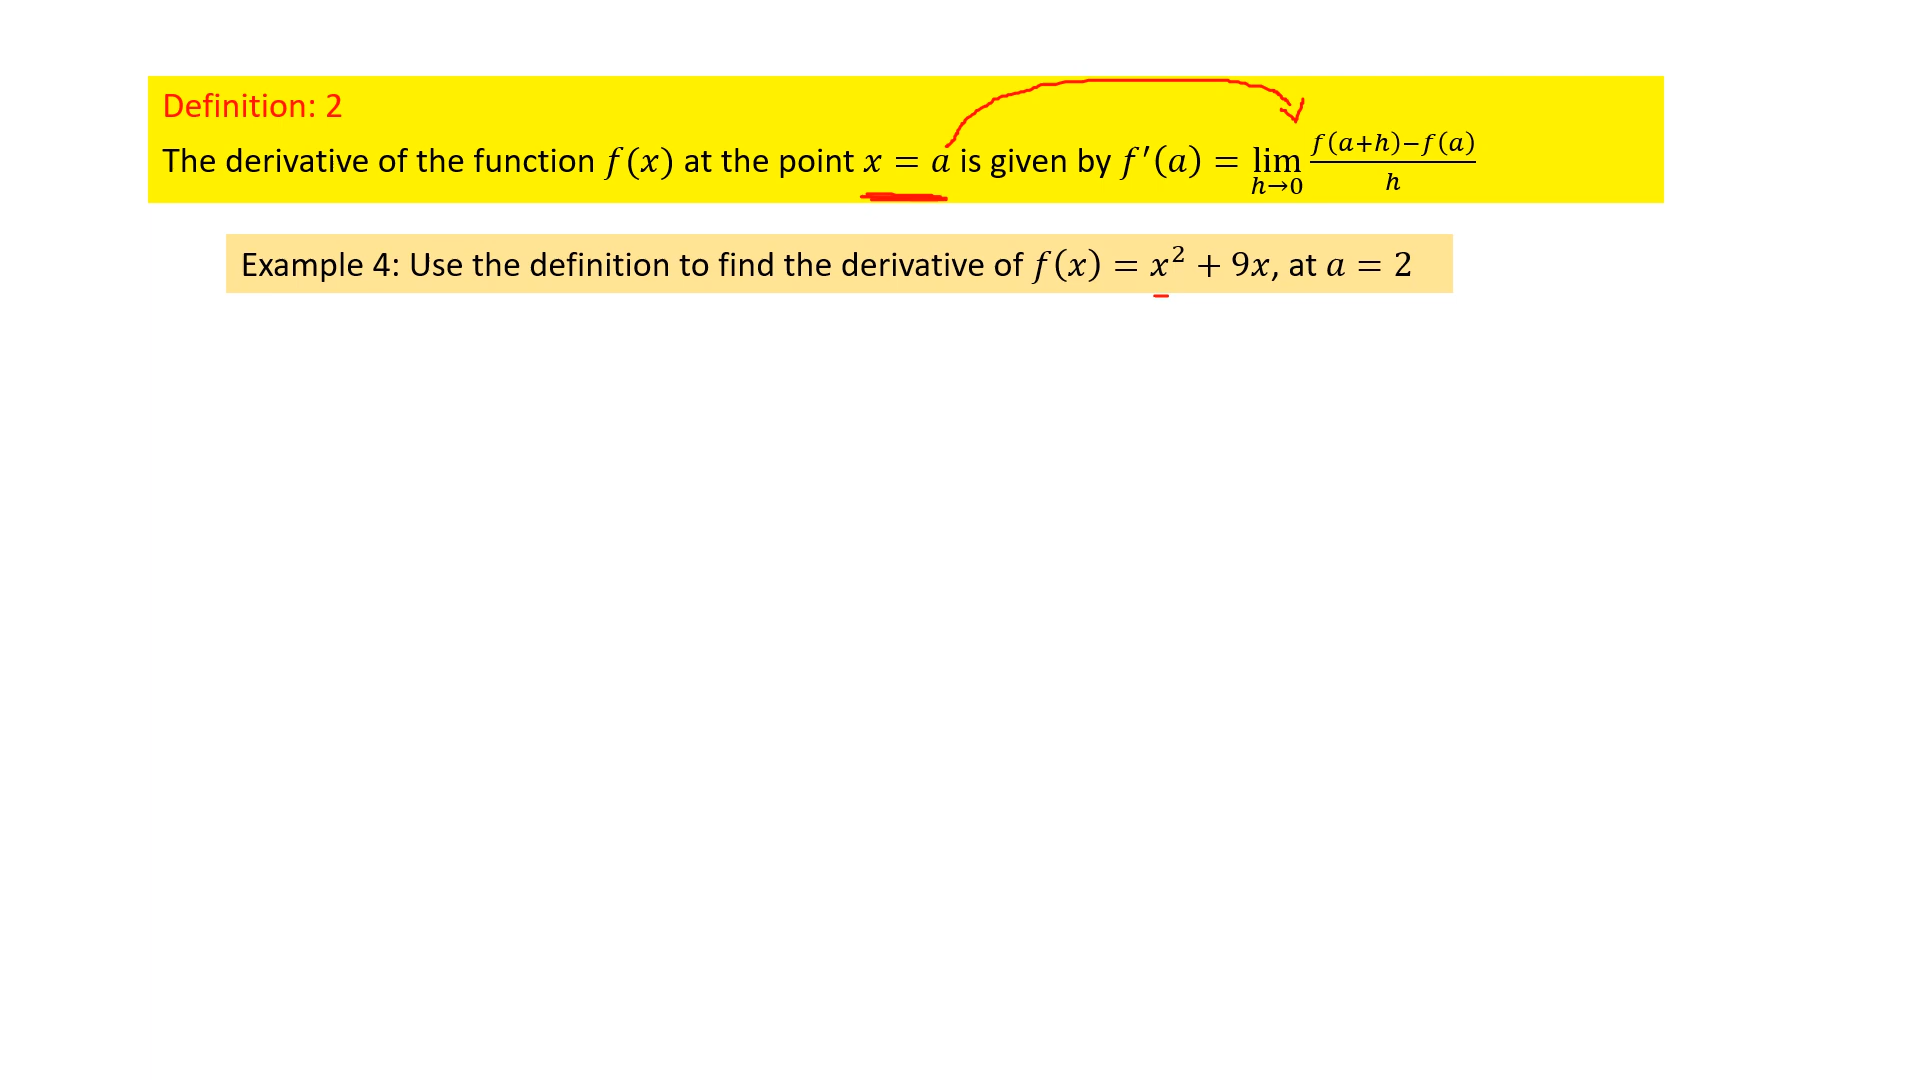 Definition: 2
The derivative of the function f(x) at the point x = a is given by f′(a) = lim_{h→0} \frac{f(a+h)−f(a)}{h}
Example 4: Use the definition to find the derivative of f(x) = x² + 9x, at a = 2